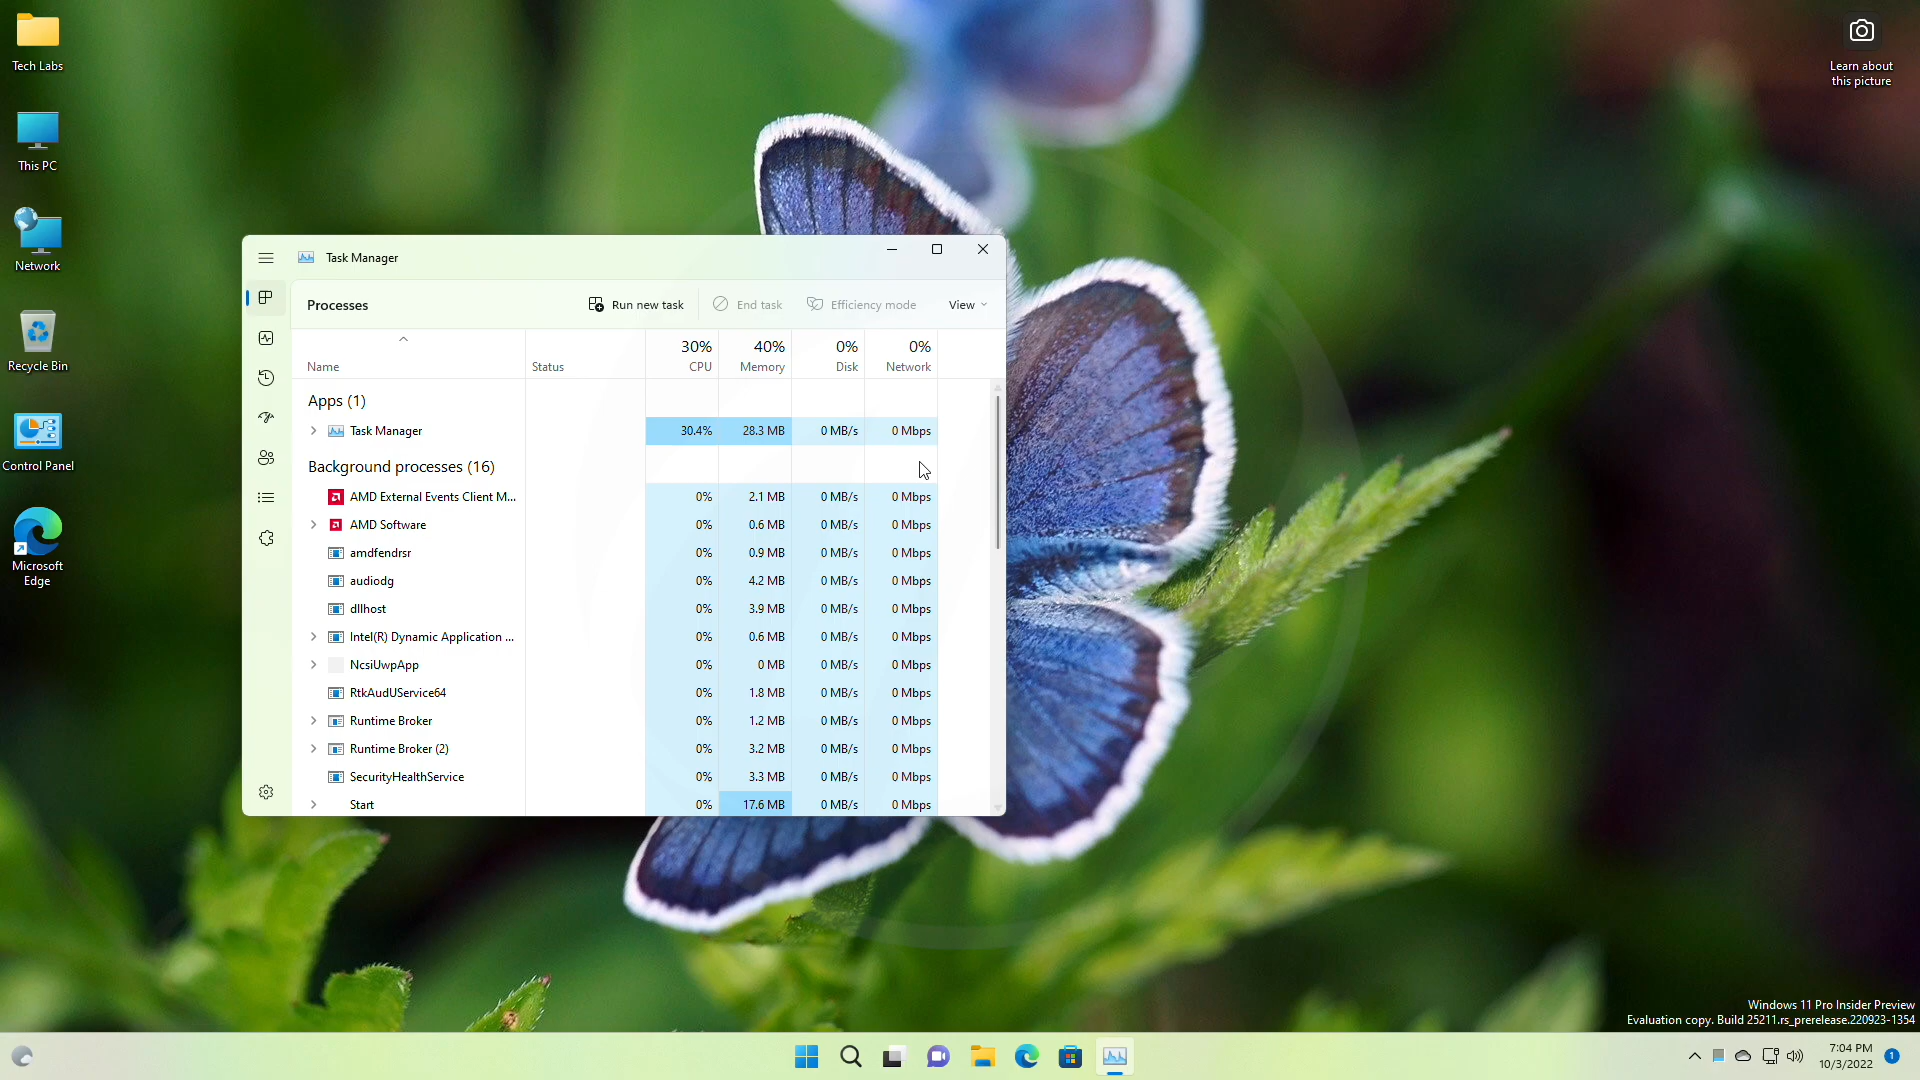 Tech Labs
This PC
Network
Recycle Bin
Control Panel
Microsoft
Edge
Learn about
this picture
Task Manager
Processes
Run new task
End task
Efficiency mode
View
Name
Status
30%
CPU
40%
Memory
0%
Disk
0%
Network
Apps (1)
Task Manager 30.4% 28.3 MB 0 MB/s 0 Mbps
Background processes (16)
AMD External Events Client M... 0% 2.1 MB 0 MB/s 0 Mbps
AMD Software 0% 0.6 MB 0 MB/s 0 Mbps
amdfendrsr 0% 0.9 MB 0 MB/s 0 Mbps
audiodg 0% 4.2 MB 0 MB/s 0 Mbps
dllhost 0% 3.9 MB 0 MB/s 0 Mbps
Intel(R) Dynamic Application ... 0% 0.6 MB 0 MB/s 0 Mbps
NcsiUwpApp 0% 0 MB 0 MB/s 0 Mbps
RtkAudUService64 0% 1.8 MB 0 MB/s 0 Mbps
Runtime Broker 0% 1.2 MB 0 MB/s 0 Mbps
Runtime Broker (2) 0% 3.2 MB 0 MB/s 0 Mbps
SecurityHealthService 0% 3.3 MB 0 MB/s 0 Mbps
Start 0% 17.6 MB 0 MB/s 0 Mbps
Windows 11 Pro Insider Preview
Evaluation copy. Build 25211.rs_prerelease.220923-1354
7:04 PM
10/3/2022
1